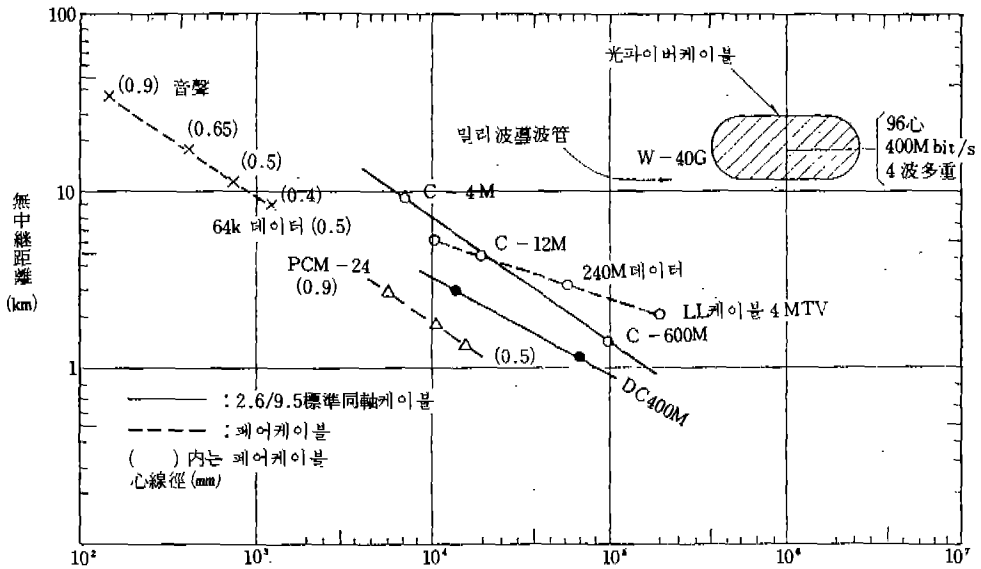 100
光파이버케이블
(0.9) 音聲
96心
400M bit/s
4波多重
(0.65)
밀리波導波管
W-40G
(0.5)
10
(0.4)
C-4M
64k 데이터 (0.5)
C-12M
無中継距離
(km)
PCM-24
(0.9)
240M데이터
LL케이블 4MTV
C-600M
(0.5)
1
DC400M
: 2.6/9.5標準同軸케이블
: 페어케이블
( )内는 페어케이블
心線徑(mm)
10² 10³ 10⁴ 10⁵ 10⁶ 10⁷